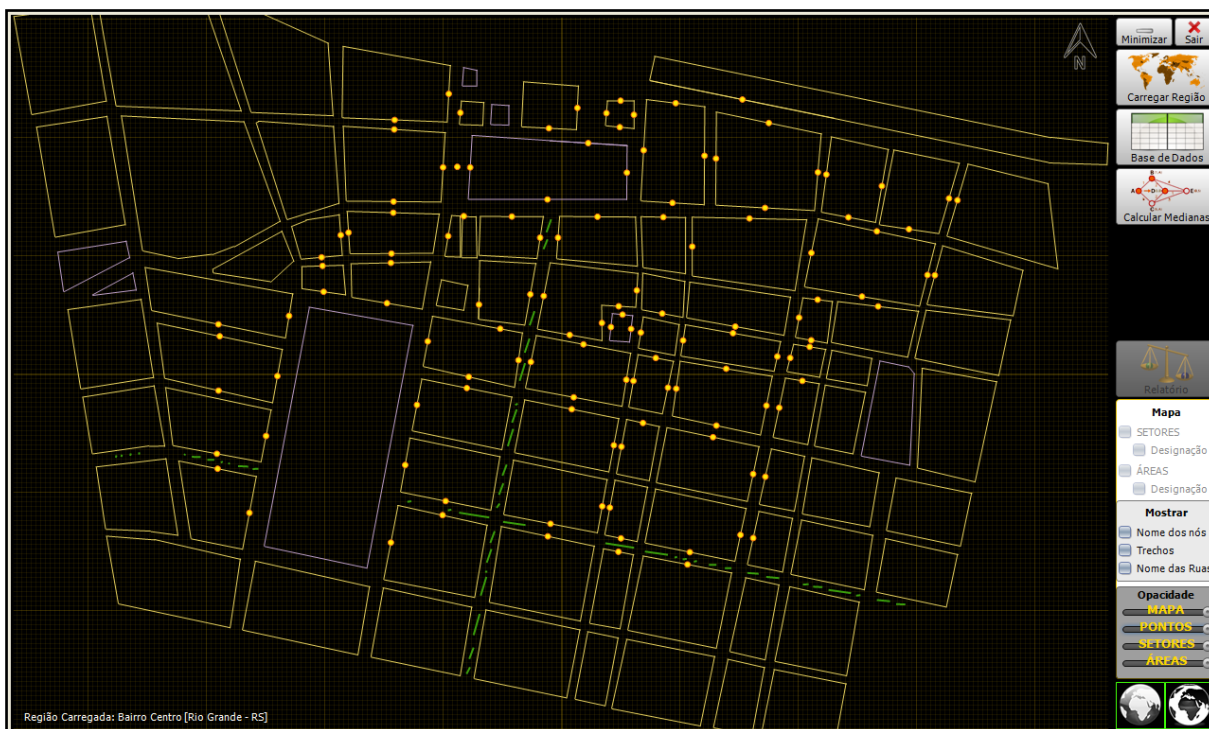 N
Minimizar
Sair
Carregar Região
Base de Dados
B
A
D
E
C
Calcular Medianas
Relatório
Mapa
SETORES
Designação
ÁREAS
Designação
Mostrar
Nome dos nós
Trechos
Nome das Ruas
Opacidade
MAPA
PONTOS
SETORES
ÁREAS
Região Carregada: Bairro Centro [Rio Grande - RS]